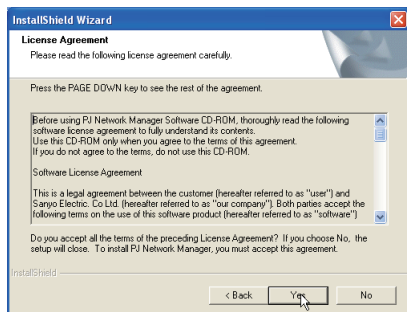 InstallShield Wizard
License Agreement
Please read the following license agreement carefully.
Press the PAGE DOWN key to see the rest of the agreement.
Before using PJ Network Manager Software CD-ROM, thoroughly read the following
software license agreement to fully understand its contents.
Use this CD-ROM only when you agree to the terms of this agreement.
If you do not agree to the terms, do not use this CD-ROM.
Software License Agreement
This is a legal agreement between the customer (hereafter referred to as "user") and
Sanyo Electric. Co Ltd. (hereafter referred to as "our company"). Both parties accept the
following terms on the use of this software product (hereafter referred to as "software")
Do you accept all the terms of the preceding License Agreement? If you choose No, the
setup will close. To install PJ Network Manager, you must accept this agreement.
InstallShield
< Back
Yes
No